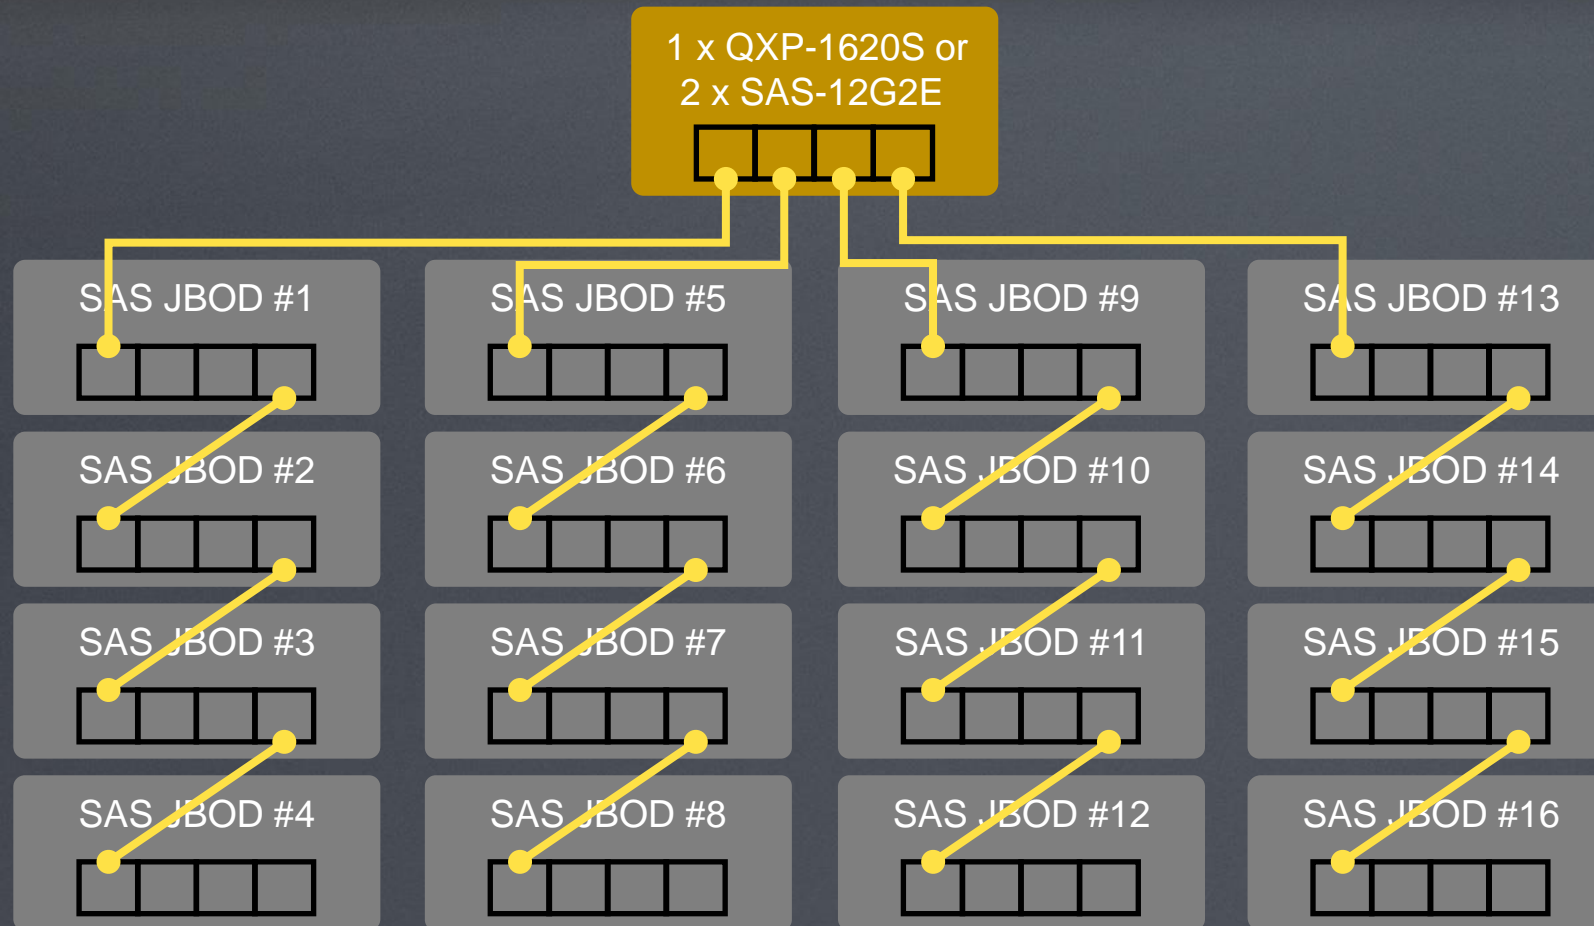 1 x QXP-1620S or
2 x SAS-12G2E
SAS JBOD #1
SAS JBOD #5
SAS JBOD #9
SAS JBOD #13
SAS JBOD #2
SAS JBOD #6
SAS JBOD #10
SAS JBOD #14
SAS JBOD #3
SAS JBOD #7
SAS JBOD #11
SAS JBOD #15
SAS JBOD #4
SAS JBOD #8
SAS JBOD #12
SAS JBOD #16